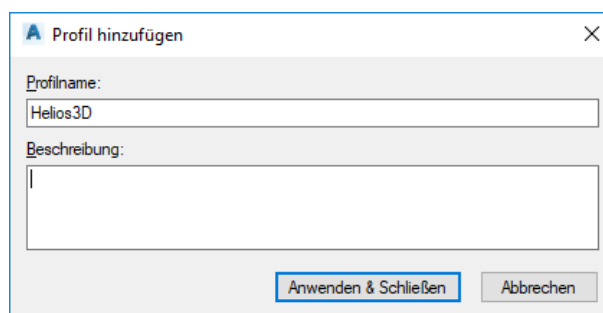 Profil hinzufügen
Profilname:
Helios3D
Beschreibung:
Anwenden & Schließen Abbrechen